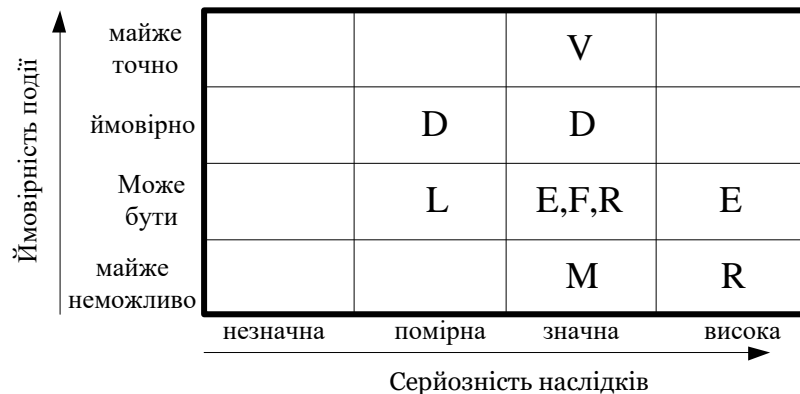 Ймовірність події
майже
точно
V
ймовірно
D
D
Може
бути
L
E,F,R
E
майже
неможливо
M
R
незначна
помірна
значна
висока
Серйозність наслідків